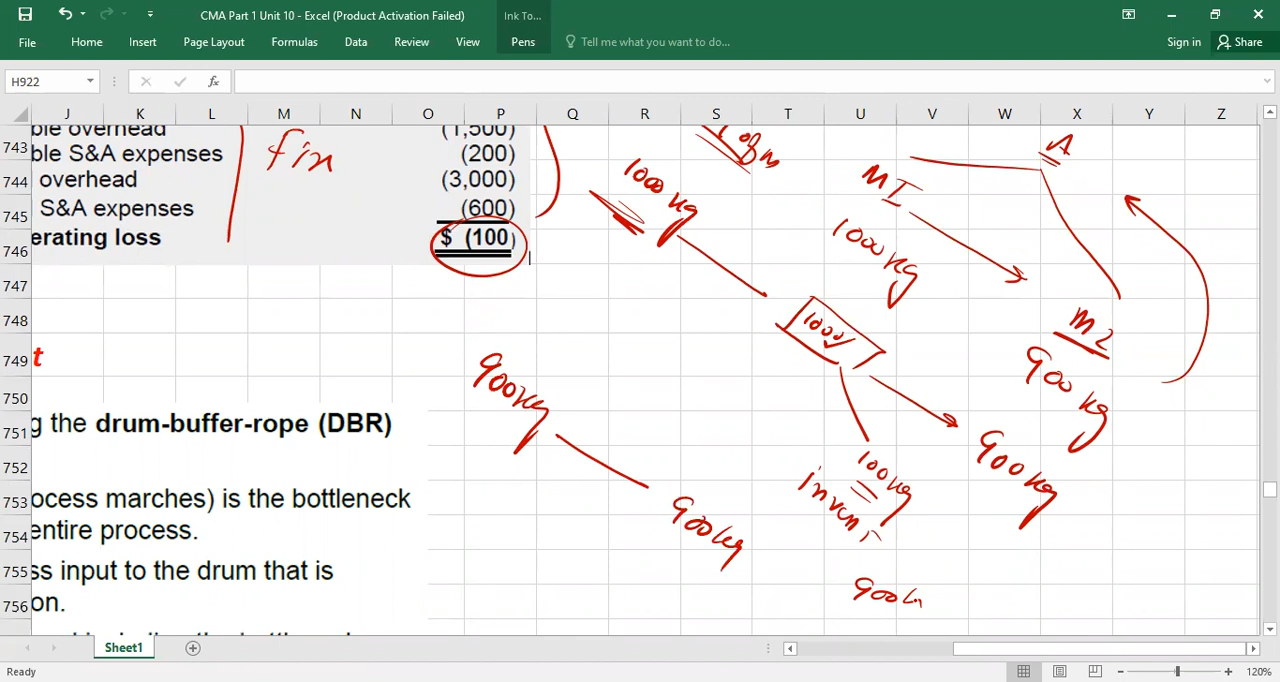 CMA Part 1 Unit 10 - Excel (Product Activation Failed)
Ink To...
File
Home
Insert
Page Layout
Formulas
Data
Review
View
Pens
Tell me what you want to do...
Sign in
Share
H922
fx
J K L M N O P Q R S T U V W X Y Z
743
744
745
746
747
748
749
750
751
752
753
754
755
756
ble overhead (1,500)
ble S&A expenses (200)
overhead (3,000)
S&A expenses (600)
erating loss $ (100)
fin
1000 kg
MI
1000 kg
A
M2
900 kg
1000
900 kg
900 kg
100 kg
900 kg
t
g the drum-buffer-rope (DBR)
ocess marches) is the bottleneck
entire process.
ss input to the drum that is
on.
Sheet1
Ready
120%